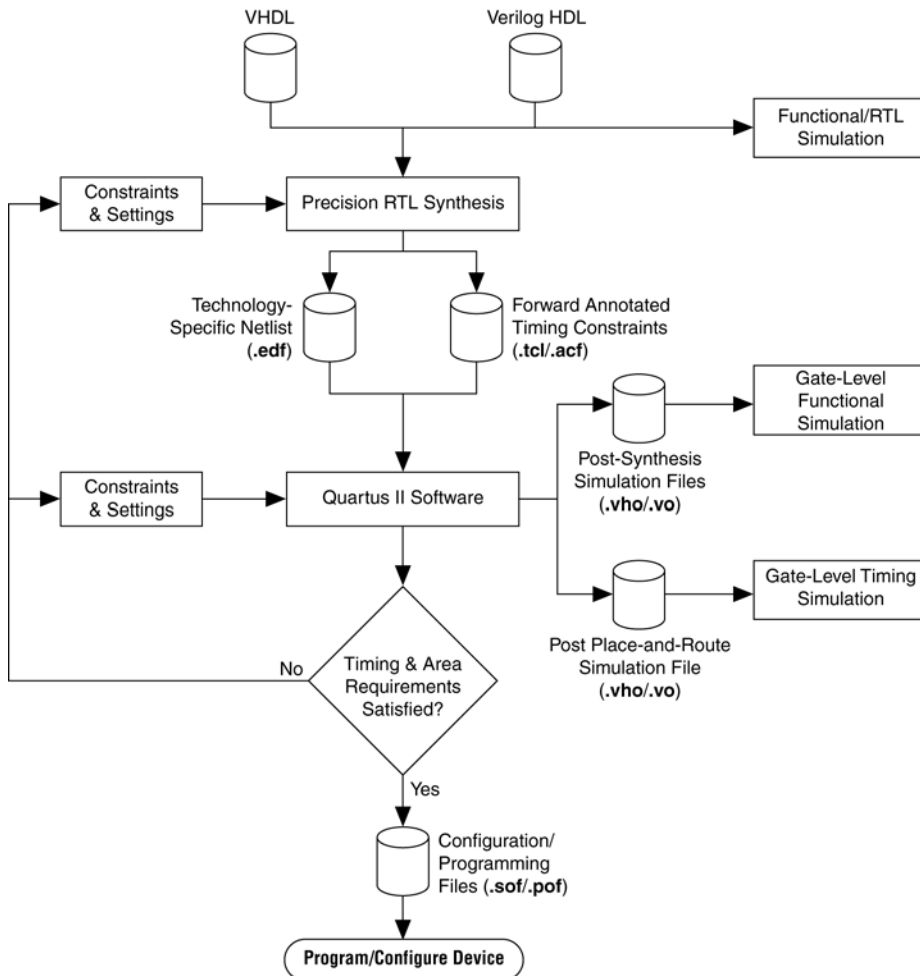 VHDL
Verilog HDL
Functional/RTL
Simulation
Constraints
& Settings
Precision RTL Synthesis
Technology-
Specific Netlist
(.edf)
Forward Annotated
Timing Constraints
(.tcl/.acf)
Gate-Level
Functional
Simulation
Constraints
& Settings
Quartus II Software
Post-Synthesis
Simulation Files
(.vho/.vo)
Gate-Level Timing
Simulation
Post Place-and-Route
Simulation File
(.vho/.vo)
No
Timing & Area
Requirements
Satisfied?
Yes
Configuration/
Programming
Files (.sof/.pof)
Program/Configure Device